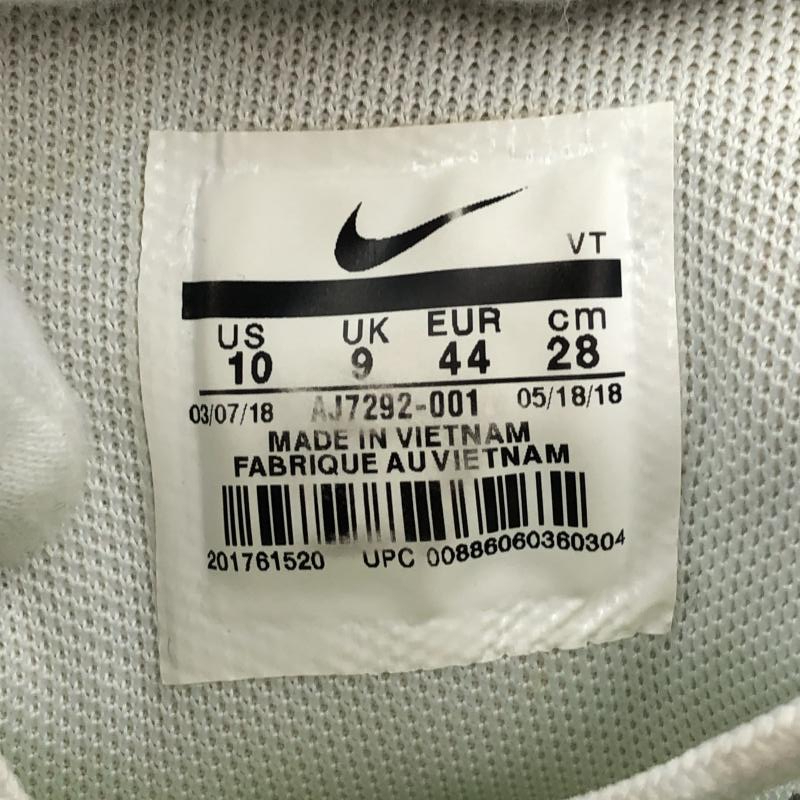 VT
US UK EUR cm
10 9 44 28
03/07/18 AJ7292-001 05/18/18
MADE IN VIETNAM
FABRIQUE AU VIETNAM
201761520 UPC 00886060360304